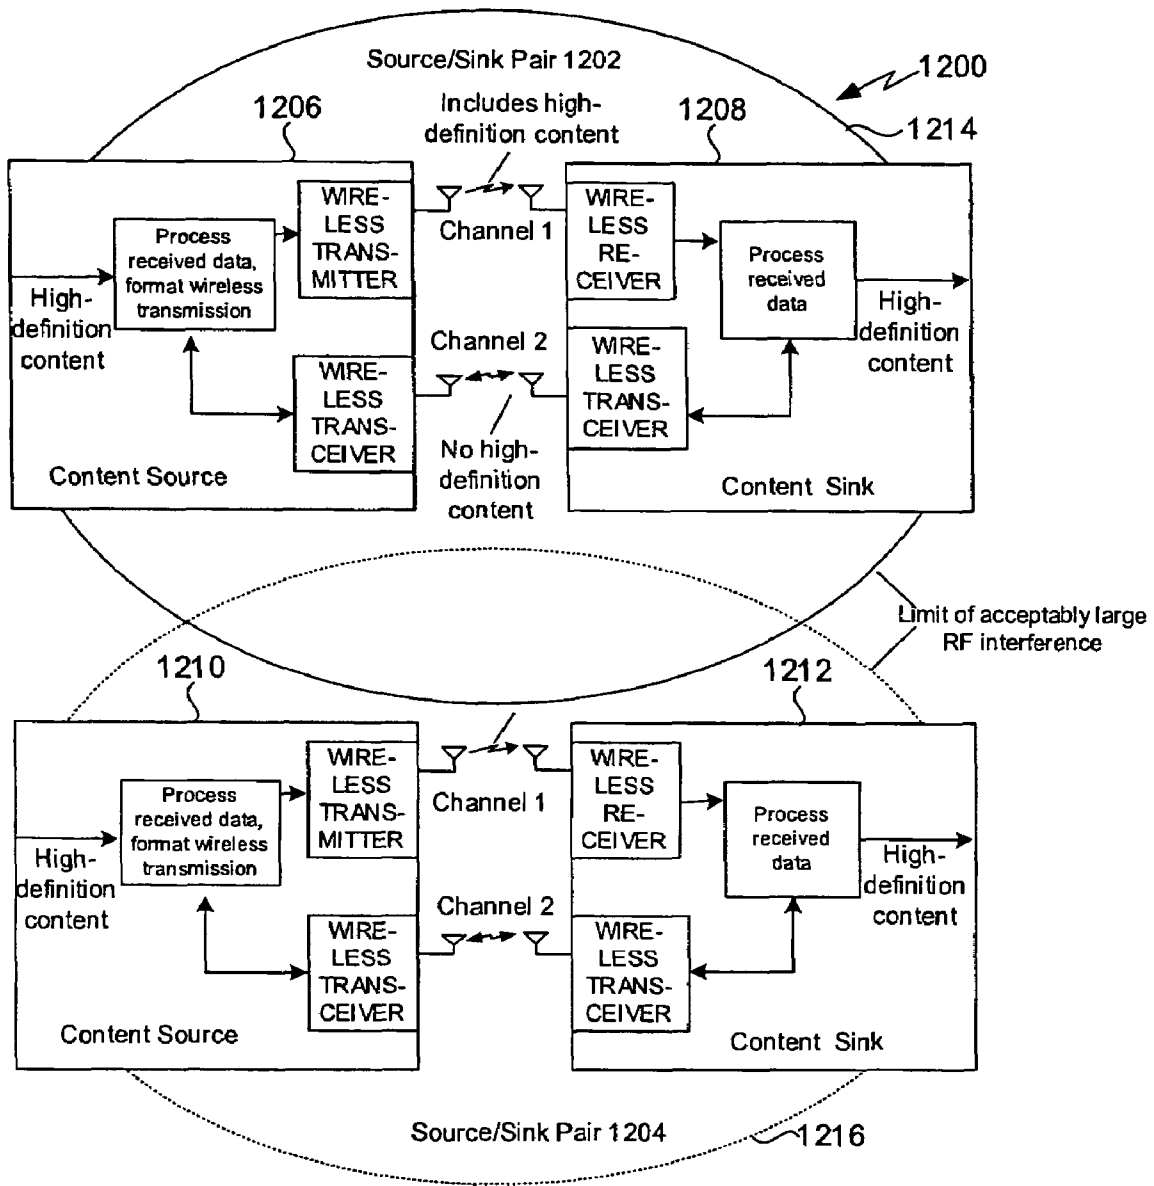 Source/Sink Pair 1202
1200
1206
Includes high-
definition content
1208
1214
WIRE-
LESS
TRANS-
MITTER
Channel 1
WIRE-
LESS
RE-
CEIVER
Process
received data,
format wireless
transmission
Process
received
data
High-
definition
content
High-
definition
content
WIRE-
LESS
TRANS-
CEIVER
Channel 2
WIRE-
LESS
TRANS-
CEIVER
No high-
definition
content
Content Source
Content Sink
Limit of acceptably large
RF interference
1210
1212
WIRE-
LESS
TRANS-
MITTER
Channel 1
WIRE-
LESS
RE-
CEIVER
Process
received data,
format wireless
transmission
Process
received
data
High-
definition
content
High-
definition
content
WIRE-
LESS
TRANS-
CEIVER
Channel 2
WIRE-
LESS
TRANS-
CEIVER
Content Source
Content Sink
Source/Sink Pair 1204
1216